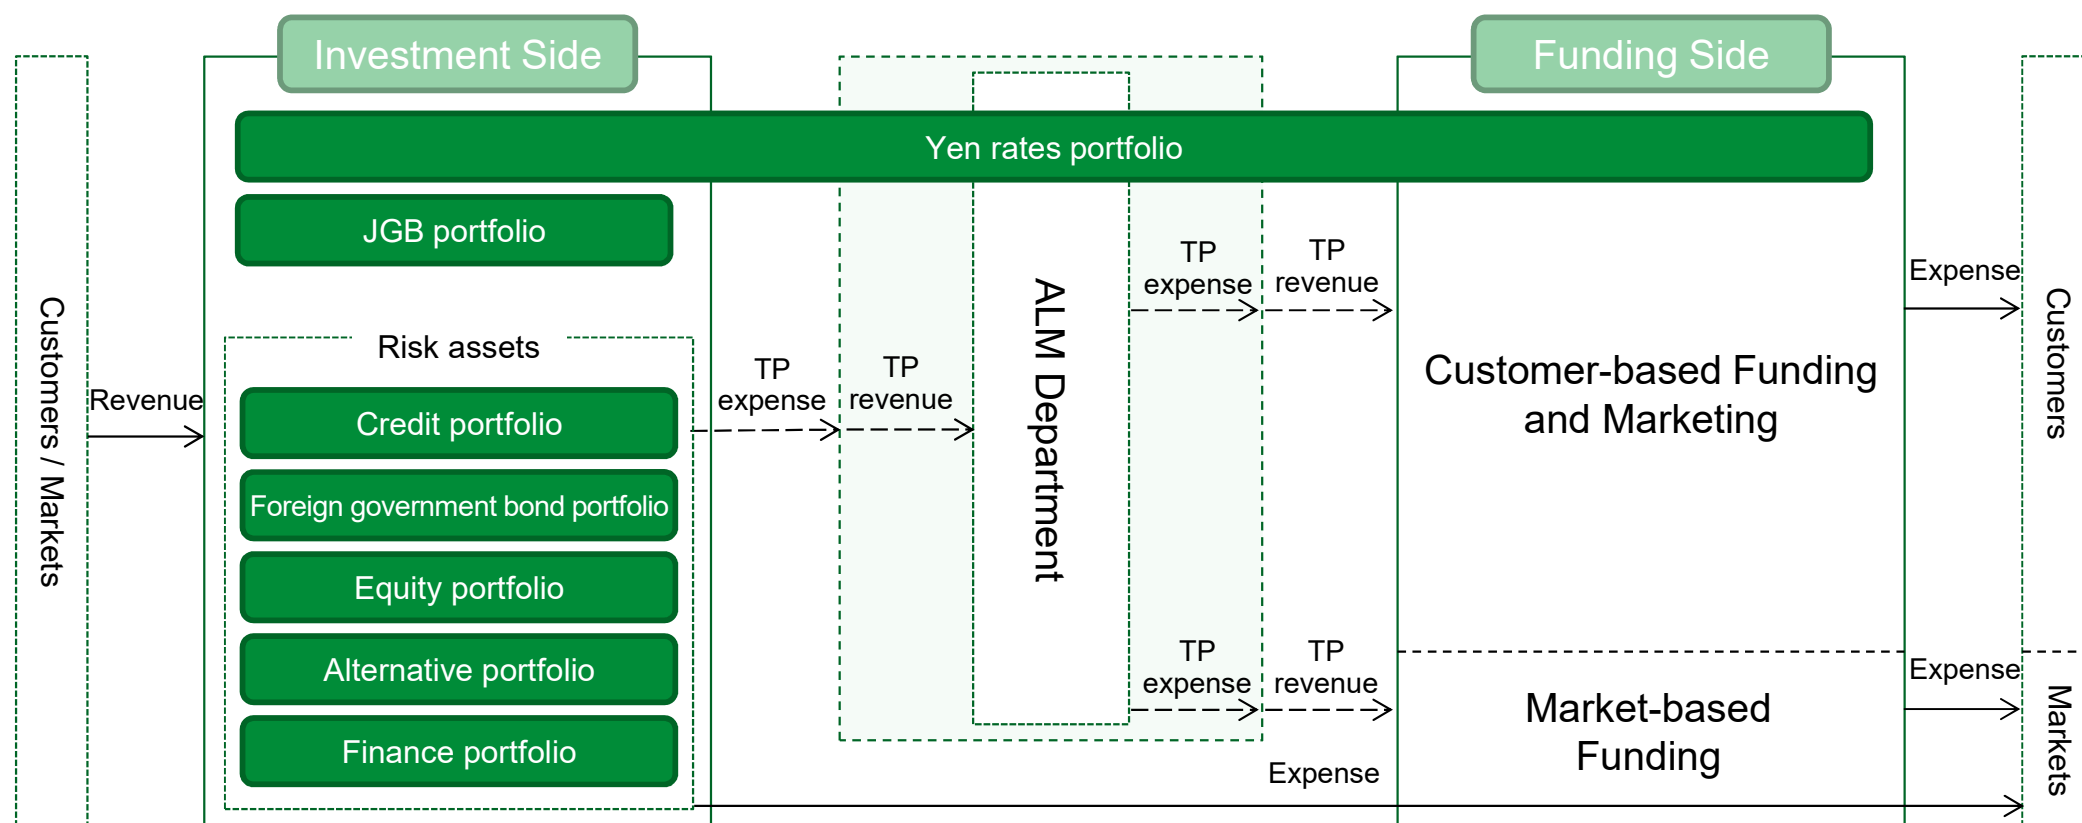 Investment Side
Funding Side
Yen rates portfolio
JGB portfolio
Customers / Markets
Revenue
Risk assets
Credit portfolio
Foreign government bond portfolio
Equity portfolio
Alternative portfolio
Finance portfolio
TP
expense
TP
revenue
ALM Department
TP
expense
TP
revenue
TP
expense
TP
revenue
Customer-based Funding
and Marketing
Market-based
Funding
Expense
Expense
Expense
Customers
Markets